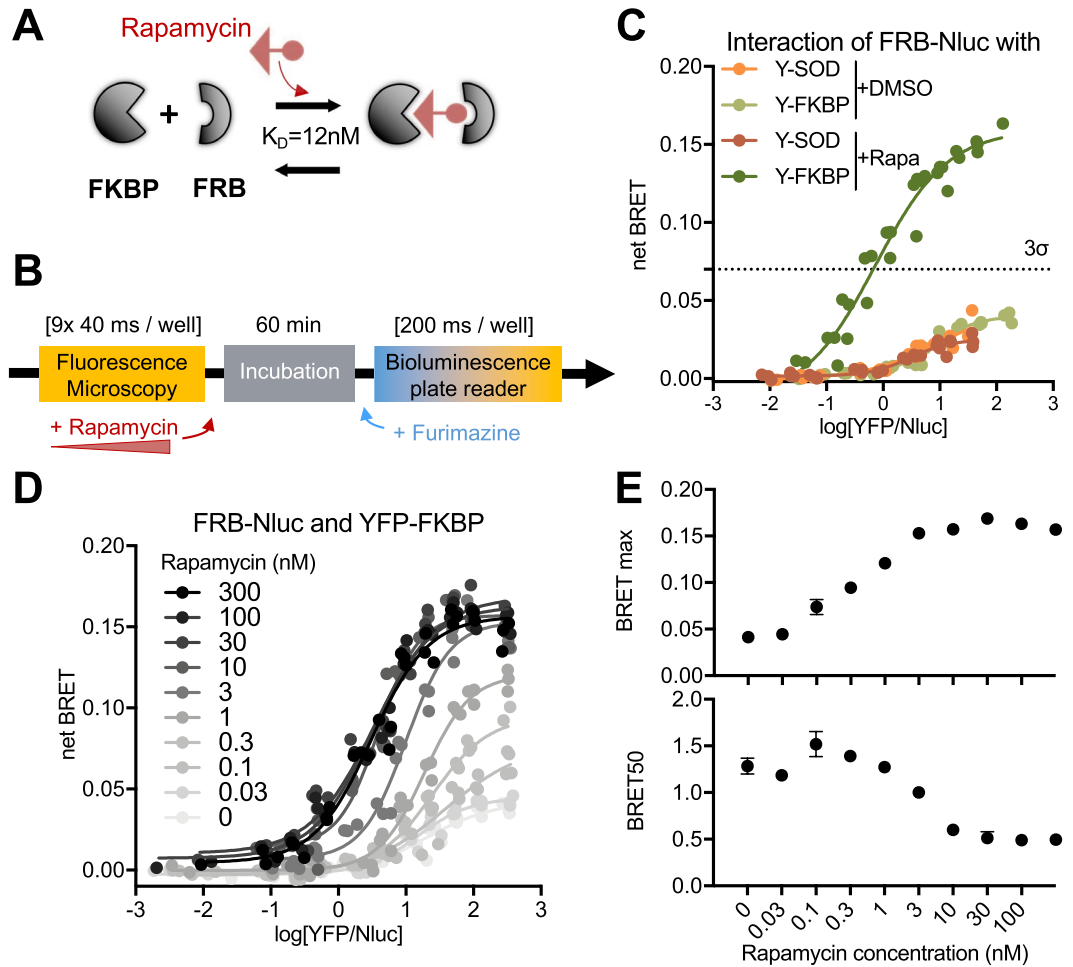 A
Rapamycin
+
K_D=12nM
FKBP
FRB
B
[9x 40 ms / well]
60 min
[200 ms / well]
Fluorescence
Microscopy
Incubation
Bioluminescence
plate reader
+ Rapamycin
+ Furimazine
C
Interaction of FRB-Nluc with
Y-SOD
Y-FKBP
+DMSO
Y-SOD
Y-FKBP
+Rapa
3σ
0.20
0.15
0.10
0.05
0.00
net BRET
-3 -2 -1 0 1 2 3
log[YFP/Nluc]
D
FRB-Nluc and YFP-FKBP
Rapamycin (nM)
300
100
30
10
3
1
0.3
0.1
0.03
0
0.20
0.15
0.10
0.05
0.00
net BRET
-3 -2 -1 0 1 2 3
log[YFP/Nluc]
E
0.20
0.15
0.10
0.05
0.00
BRET max
2.0
1.5
1.0
0.5
0.0
BRET50
0 0.03 0.1 0.3 1 3 10 30 100
Rapamycin concentration (nM)